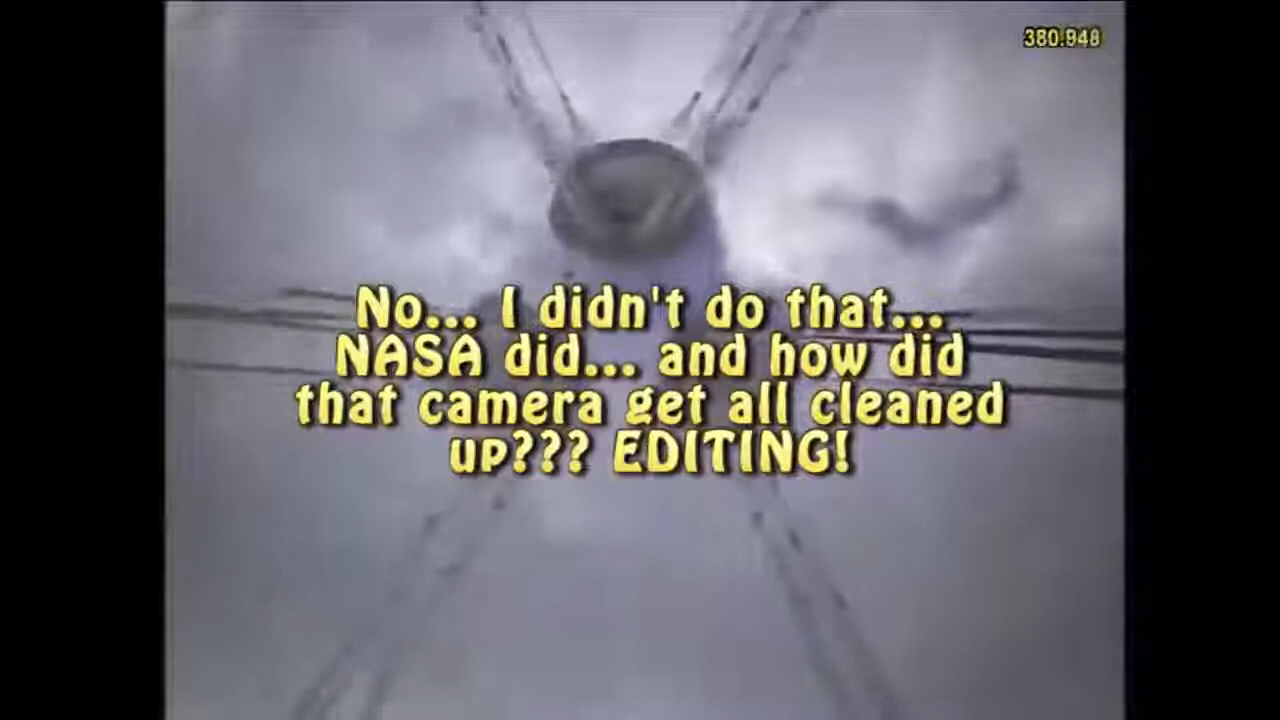 380.948
No... I didn't do that...
NASA did... and how did
that camera get all cleaned
up??? EDITING!